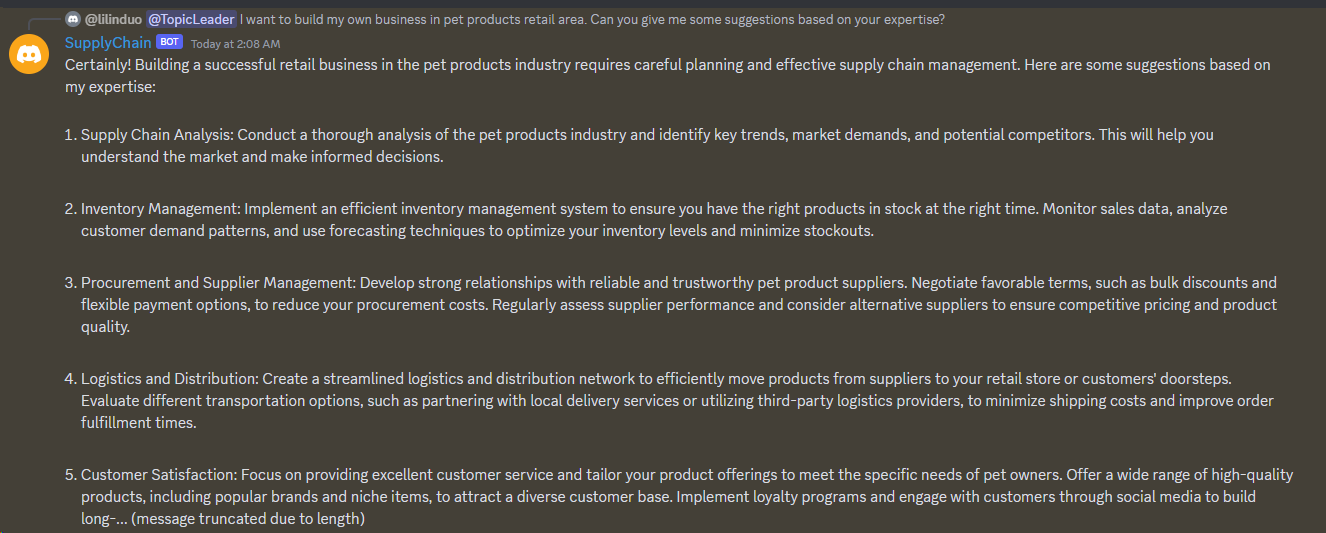 @lilinduo @TopicLeader I want to build my own business in pet products retail area. Can you give me some suggestions based on your expertise?
SupplyChain BOT Today at 2:08 AM
Certainly! Building a successful retail business in the pet products industry requires careful planning and effective supply chain management. Here are some suggestions based on
my expertise:
1. Supply Chain Analysis: Conduct a thorough analysis of the pet products industry and identify key trends, market demands, and potential competitors. This will help you
understand the market and make informed decisions.
2. Inventory Management: Implement an efficient inventory management system to ensure you have the right products in stock at the right time. Monitor sales data, analyze
customer demand patterns, and use forecasting techniques to optimize your inventory levels and minimize stockouts.
3. Procurement and Supplier Management: Develop strong relationships with reliable and trustworthy pet product suppliers. Negotiate favorable terms, such as bulk discounts and
flexible payment options, to reduce your procurement costs. Regularly assess supplier performance and consider alternative suppliers to ensure competitive pricing and product
quality.
4. Logistics and Distribution: Create a streamlined logistics and distribution network to efficiently move products from suppliers to your retail store or customers' doorsteps.
Evaluate different transportation options, such as partnering with local delivery services or utilizing third-party logistics providers, to minimize shipping costs and improve order
fulfillment times.
5. Customer Satisfaction: Focus on providing excellent customer service and tailor your product offerings to meet the specific needs of pet owners. Offer a wide range of high-quality
products, including popular brands and niche items, to attract a diverse customer base. Implement loyalty programs and engage with customers through social media to build
long-... (message truncated due to length)